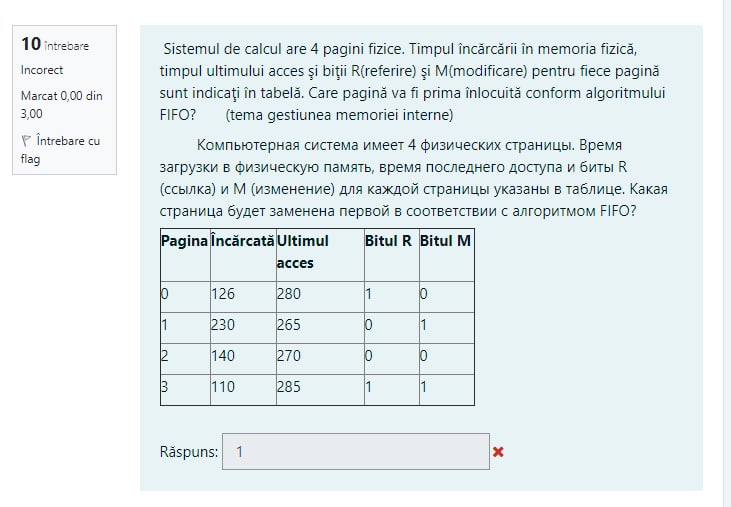 10 întrebare
Incorect
Marcat 0,00 din
3,00
Întrebare cu
flag
Sistemul de calcul are 4 pagini fizice. Timpul încărcării în memoria fizică,
timpul ultimului acces şi biţii R(referire) şi M(modificare) pentru fiece pagină
sunt indicaţi în tabelă. Care pagină va fi prima înlocuită conform algoritmului
FIFO? (tema gestiunea memoriei interne)
Компьютерная система имеет 4 физических страницы. Время
загрузки в физическую память, время последнего доступа и биты R
(ссылка) и M (изменение) для каждой страницы указаны в таблице. Какая
страница будет заменена первой в соответствии с алгоритмом FIFO?
Pagina Încărcată Ultimul acces Bitul R Bitul M
0 126 280 1 0
1 230 265 0 1
2 140 270 0 0
3 110 285 1 1
Răspuns: 1